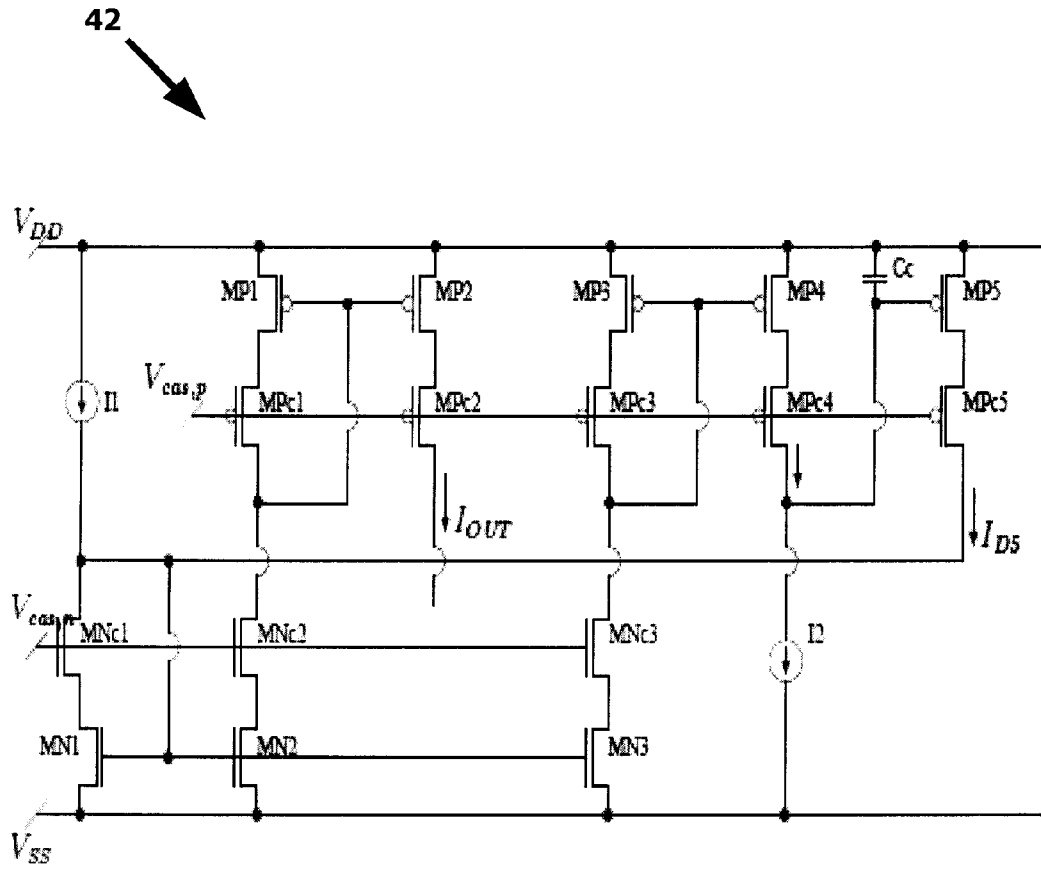 42
VDD
MP1
MP2
MP3
MP4
Cc
MP5
I1
Vcas,p
MPc1
MPc2
MPc3
MPc4
MPc5
IOUT
ID5
Vcas,n
MNc1
MNc2
MNc3
I2
MN1
MN2
MN3
VSS